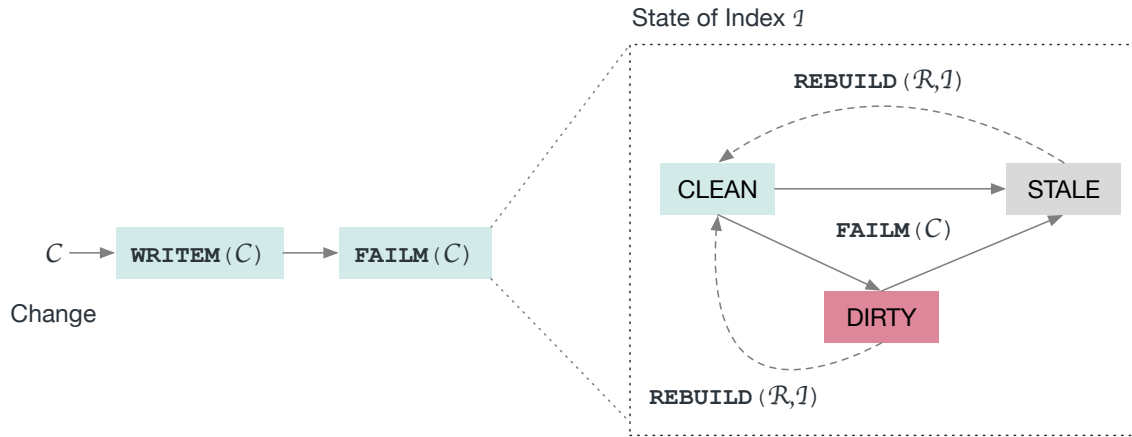 State of Index ℐ
REBUILD(ℛ,ℐ)
CLEAN
STALE
FAILM(𝒞)
𝒞
WRITEM(𝒞)
FAILM(𝒞)
Change
DIRTY
REBUILD(ℛ,ℐ)